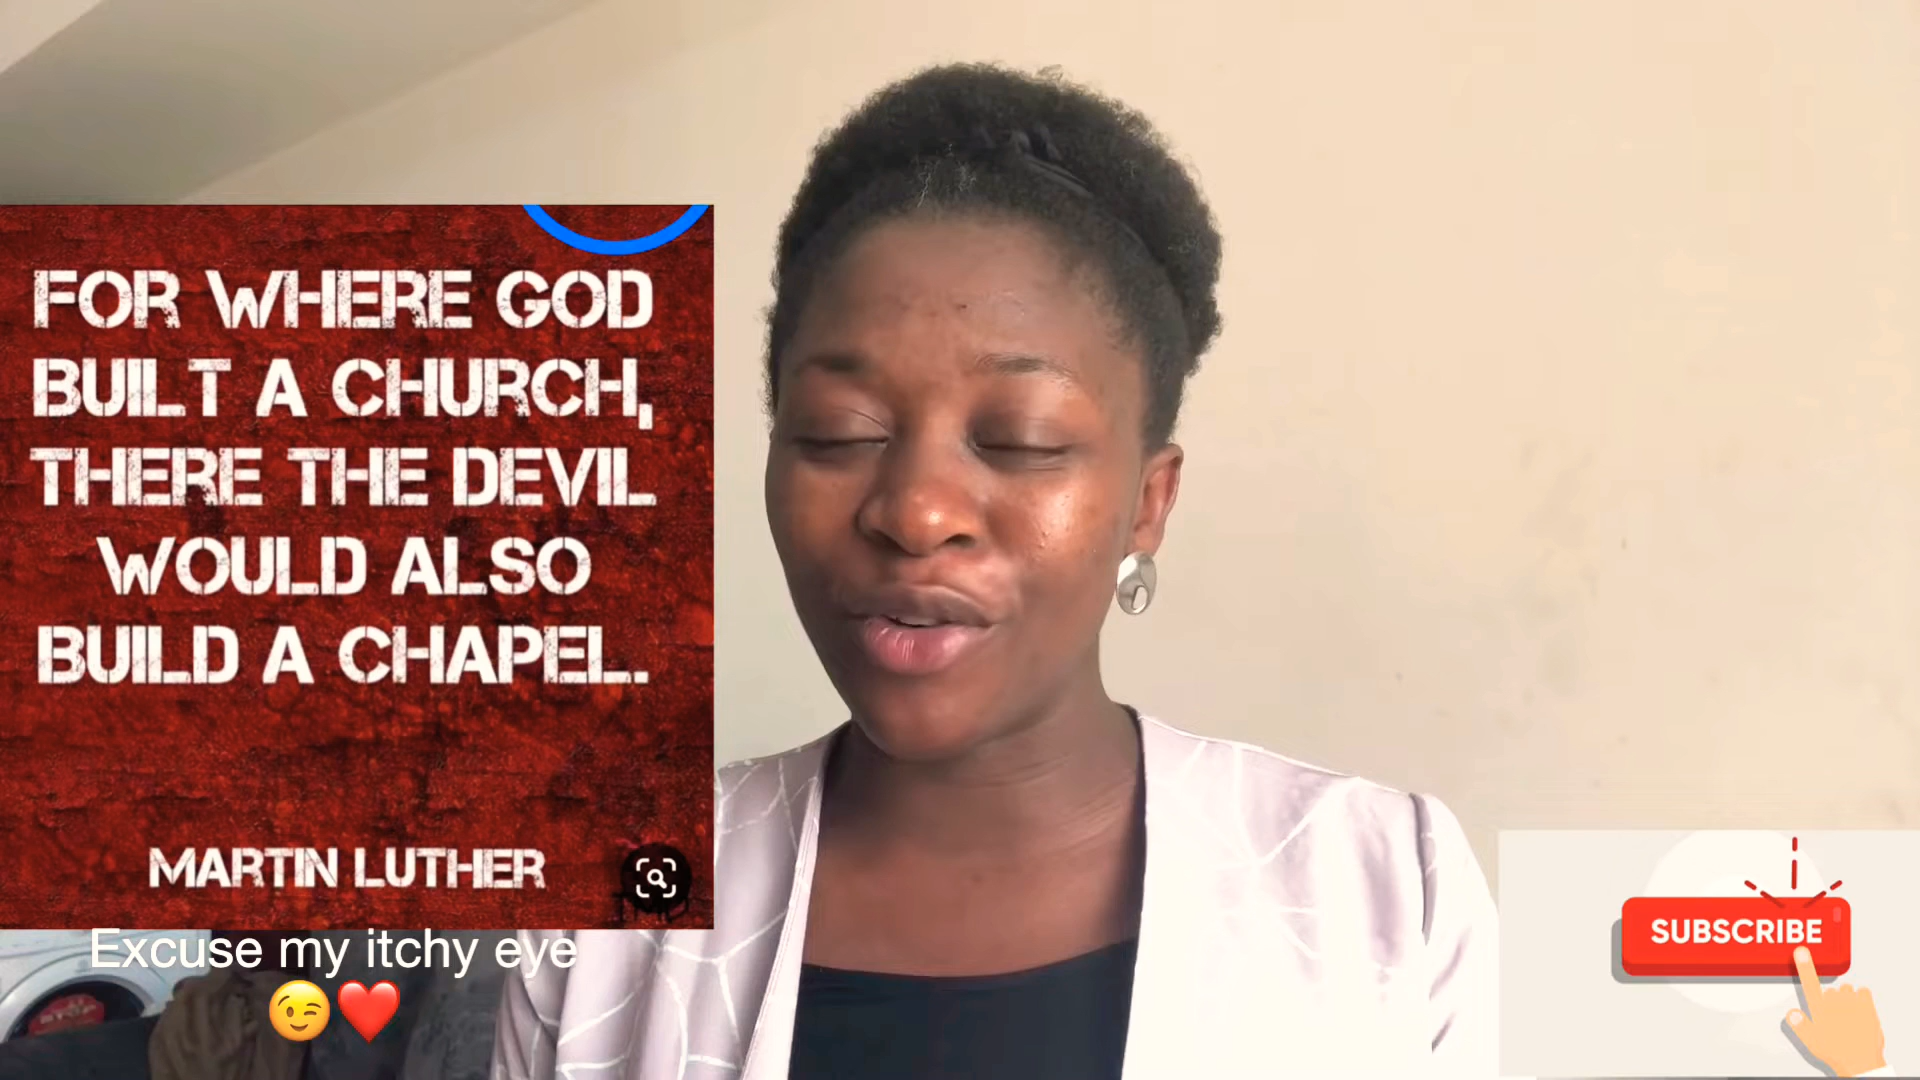 FOR WHERE GOD
BUILT A CHURCH,
THERE THE DEVIL
WOULD ALSO
BUILD A CHAPEL.
MARTIN LUTHER
Excuse my itchy eye
😉❤️
SUBSCRIBE
STOP